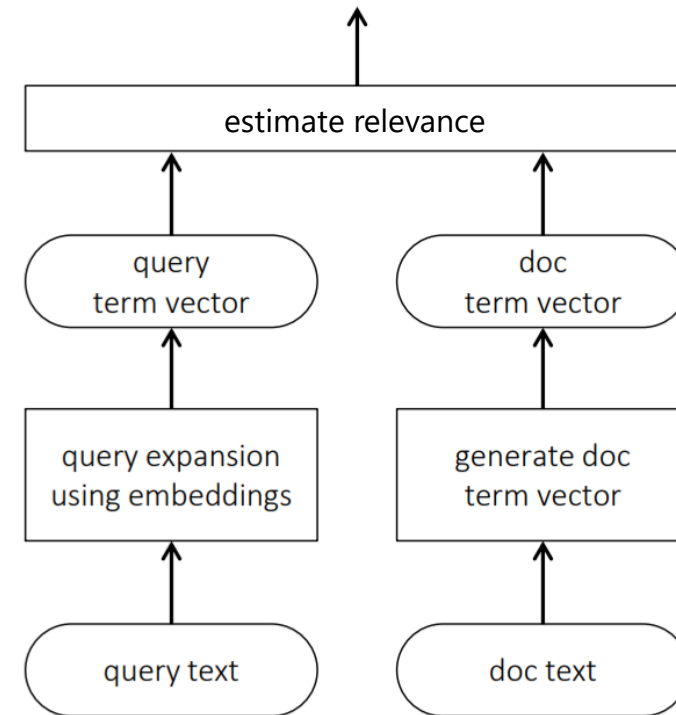 estimate relevance
query
term vector
doc
term vector
query expansion
using embeddings
generate doc
term vector
query text
doc text